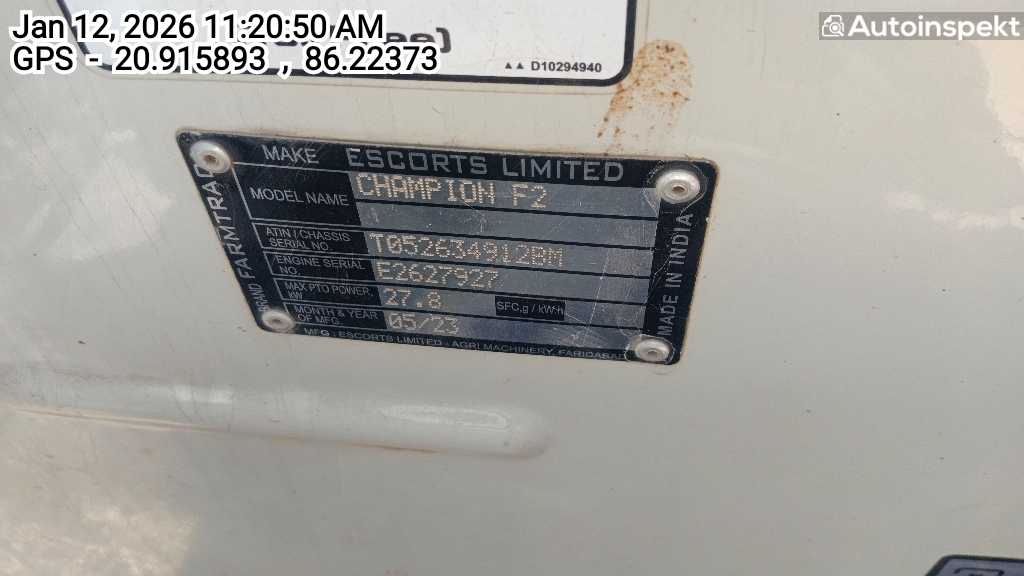 Jan 12, 2026 11:20:50 AM
GPS - 20.915893 , 86.22373
Autoinspekt
▲▲ D10294940
MAKE ESCORTS LIMITED
MODEL NAME CHAMPION F2
ATIN / CHASSIS SERIAL NO. T052634912BM
ENGINE SERIAL NO. E2627927
MAX PTO POWER, kW 27.8 SFC,g / kW.h
MONTH & YEAR OF MFG. 05/23
MFG : ESCORTS LIMITED - AGRI MACHINERY, FARIDABAD
BRAND FARMTRAC
MADE IN INDIA